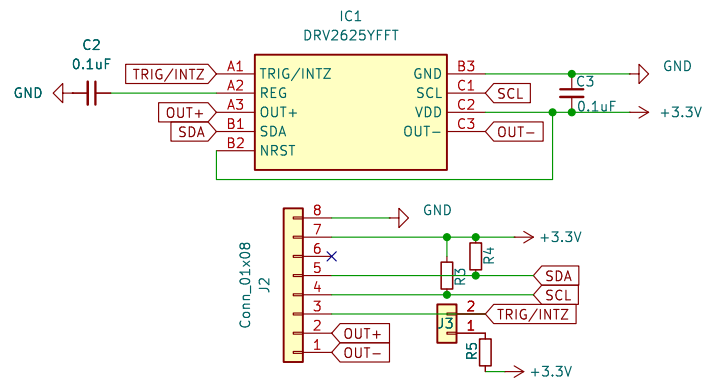 IC1
DRV2625YFFT
C2
0.1uF
GND
TRIG/INTZ
A1
A2
OUT+
A3
SDA
B1
B2
TRIG/INTZ
REG
OUT+
SDA
NRST
GND
SCL
VDD
OUT-
B3
C1
SCL
C2
C3
OUT-
GND
C3
0.1uF
+3.3V
Conn_01x08
J2
8
7
6
5
4
3
2
1
OUT+
OUT-
GND
+3.3V
R4
R3
SDA
SCL
J3
2
1
TRIG/INTZ
R5
+3.3V